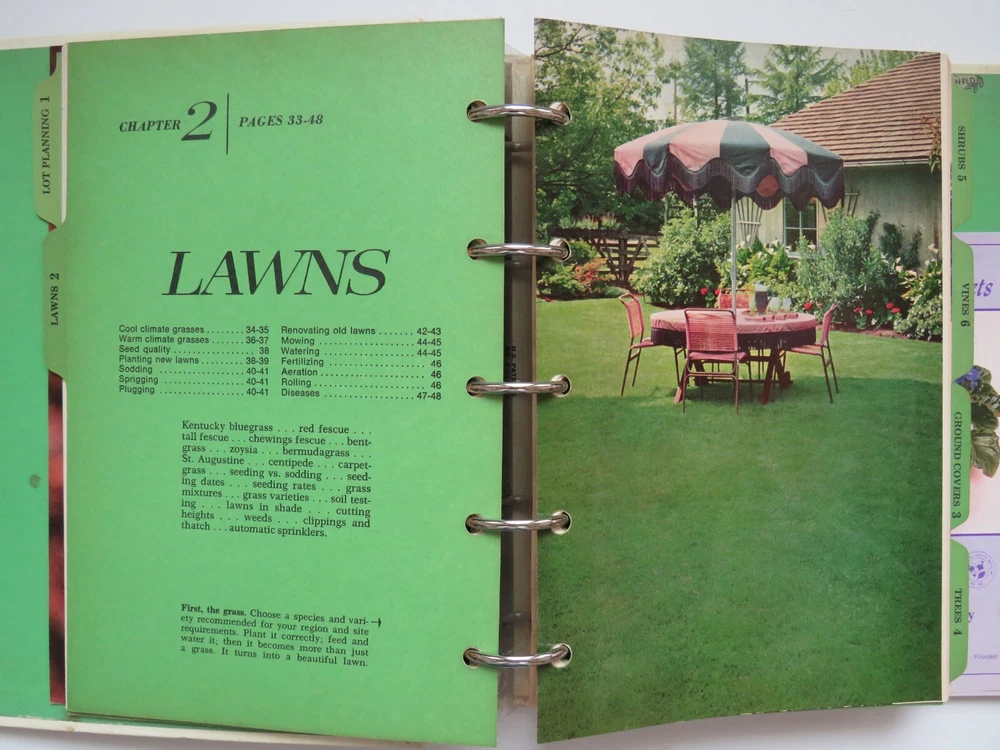 LOT PLANNING 1
LAWNS 2
CHAPTER 2 | PAGES 33-48
LAWNS
Cool climate grasses ........ 34-35
Warm climate grasses ...... 36-37
Seed quality .................. 38
Planting new lawns ........ 38-39
Sodding .................... 40-41
Sprigging .................. 40-41
Plugging ................... 40-41
Renovating old lawns ....... 42-43
Mowing .................... 44-45
Watering ................... 44-45
Fertilizing ..................... 46
Aeration ....................... 46
Rolling ........................ 46
Diseases .................. 47-48
Kentucky bluegrass . . . red fescue . . .
tall fescue . . . chewings fescue . . . bent-
grass . . . zoysia . . . bermudagrass . . .
St. Augustine . . . centipede . . . carpet-
grass . . . seeding vs. sodding . . . seed-
ing dates . . . seeding rates . . . grass
mixtures . . . grass varieties . . . soil test-
ing . . . lawns in shade . . . cutting
heights . . . weeds . . . clippings and
thatch . . . automatic sprinklers.
First, the grass. Choose a species and vari-
ety recommended for your region and site
requirements. Plant it correctly; feed and
water it; then it becomes more than just
a grass. It turns into a beautiful lawn.
SHRUBS 5
VINES 6
GROUND COVERS 3
TREES 4
Founded